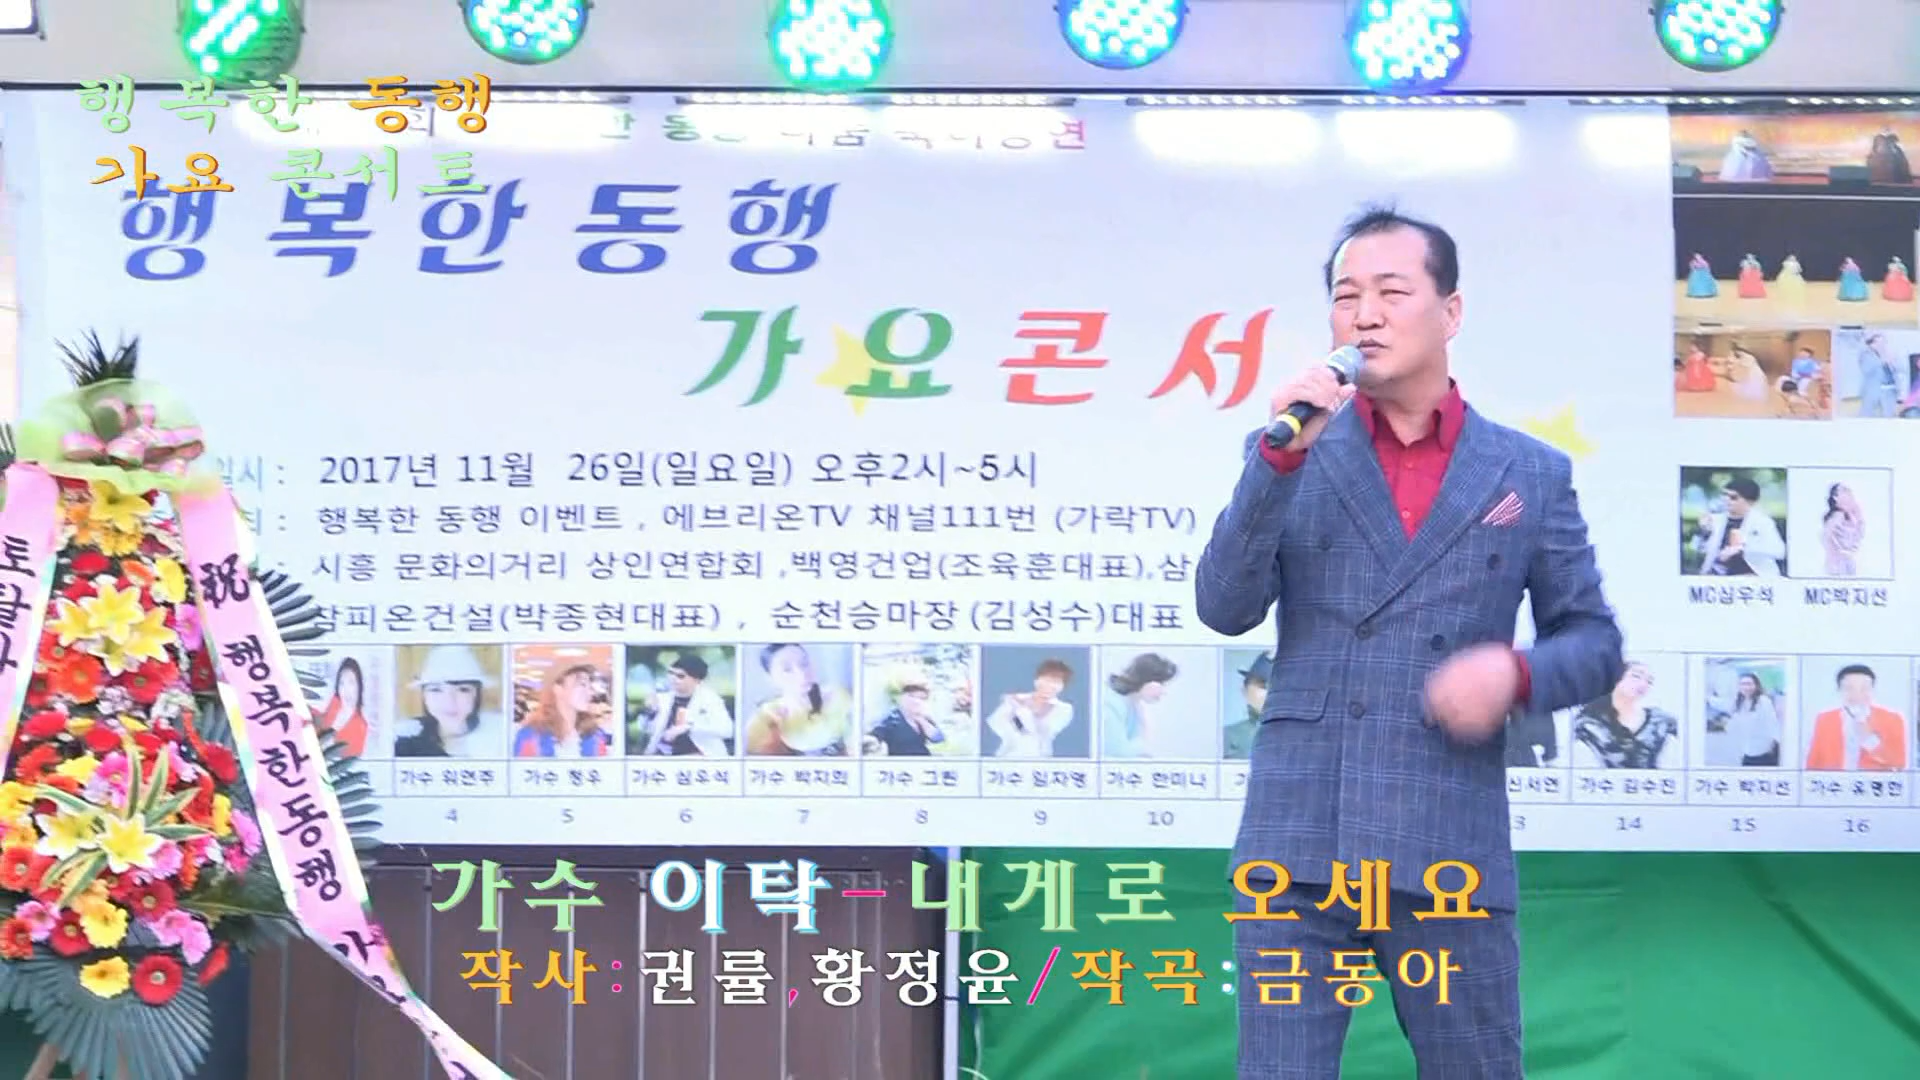 행복한 동행
가요 콘서트
행복한동행
가요콘서
2017년 11월 26일(일요일) 오후2시~5시
행복한 동행 이벤트 , 에브리온TV 채널111번 (가락TV)
시흥 문화의거리 상인연합회 ,백영건업(조육훈대표),삼
참피온건설(박종현대표) , 순천승마장 (김성수)대표
MC심우석 MC박지선
가수 위연주 가수 청우 가수 심우석 가수 박지희 가수 그린 가수 임자영 가수 한미나 신서연 가수 김수진 가수 박지선 가수 유명한
4 5 6 7 8 9 10 3 14 15 16
祝 행복한동행
가수 이탁-내게로 오세요
작사:권률,황정윤/작곡:금동아